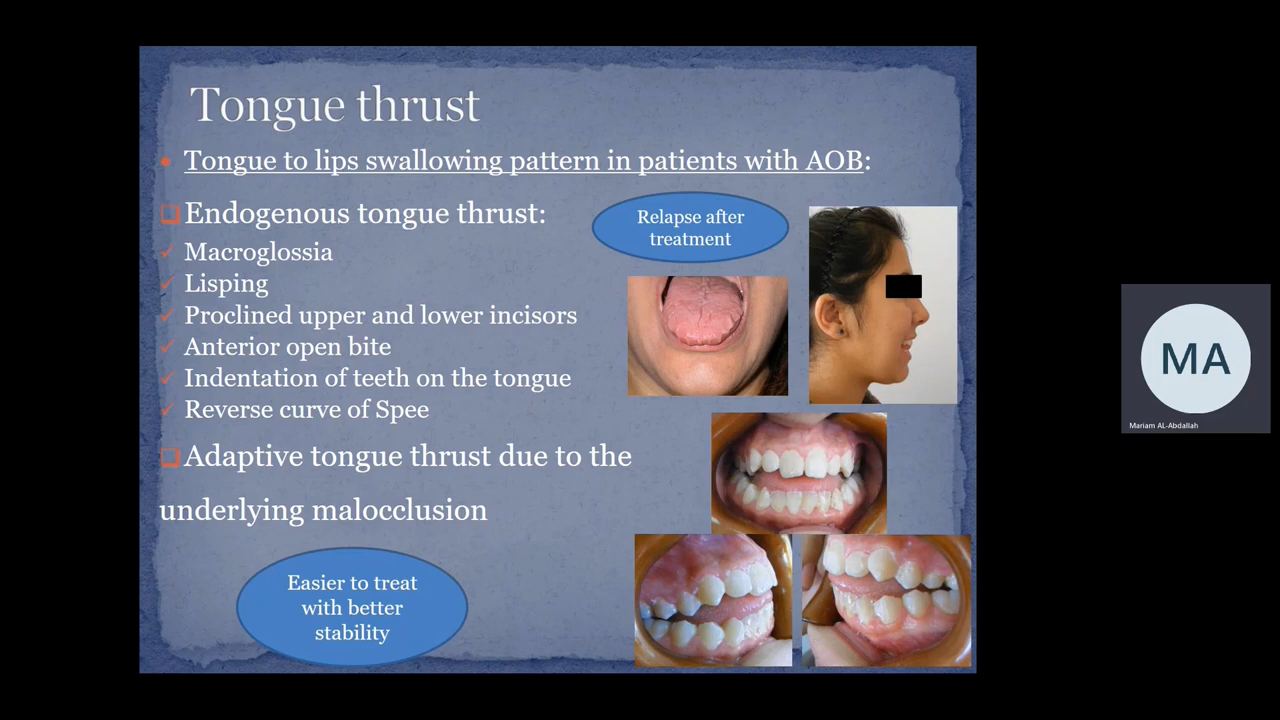 Tongue thrust
Tongue to lips swallowing pattern in patients with AOB:
Endogenous tongue thrust:
Relapse after
treatment
Macroglossia
Lisping
Proclined upper and lower incisors
Anterior open bite
Indentation of teeth on the tongue
Reverse curve of Spee
Adaptive tongue thrust due to the
underlying malocclusion
Easier to treat
with better
stability
MA
Mariam AL-Abdallah